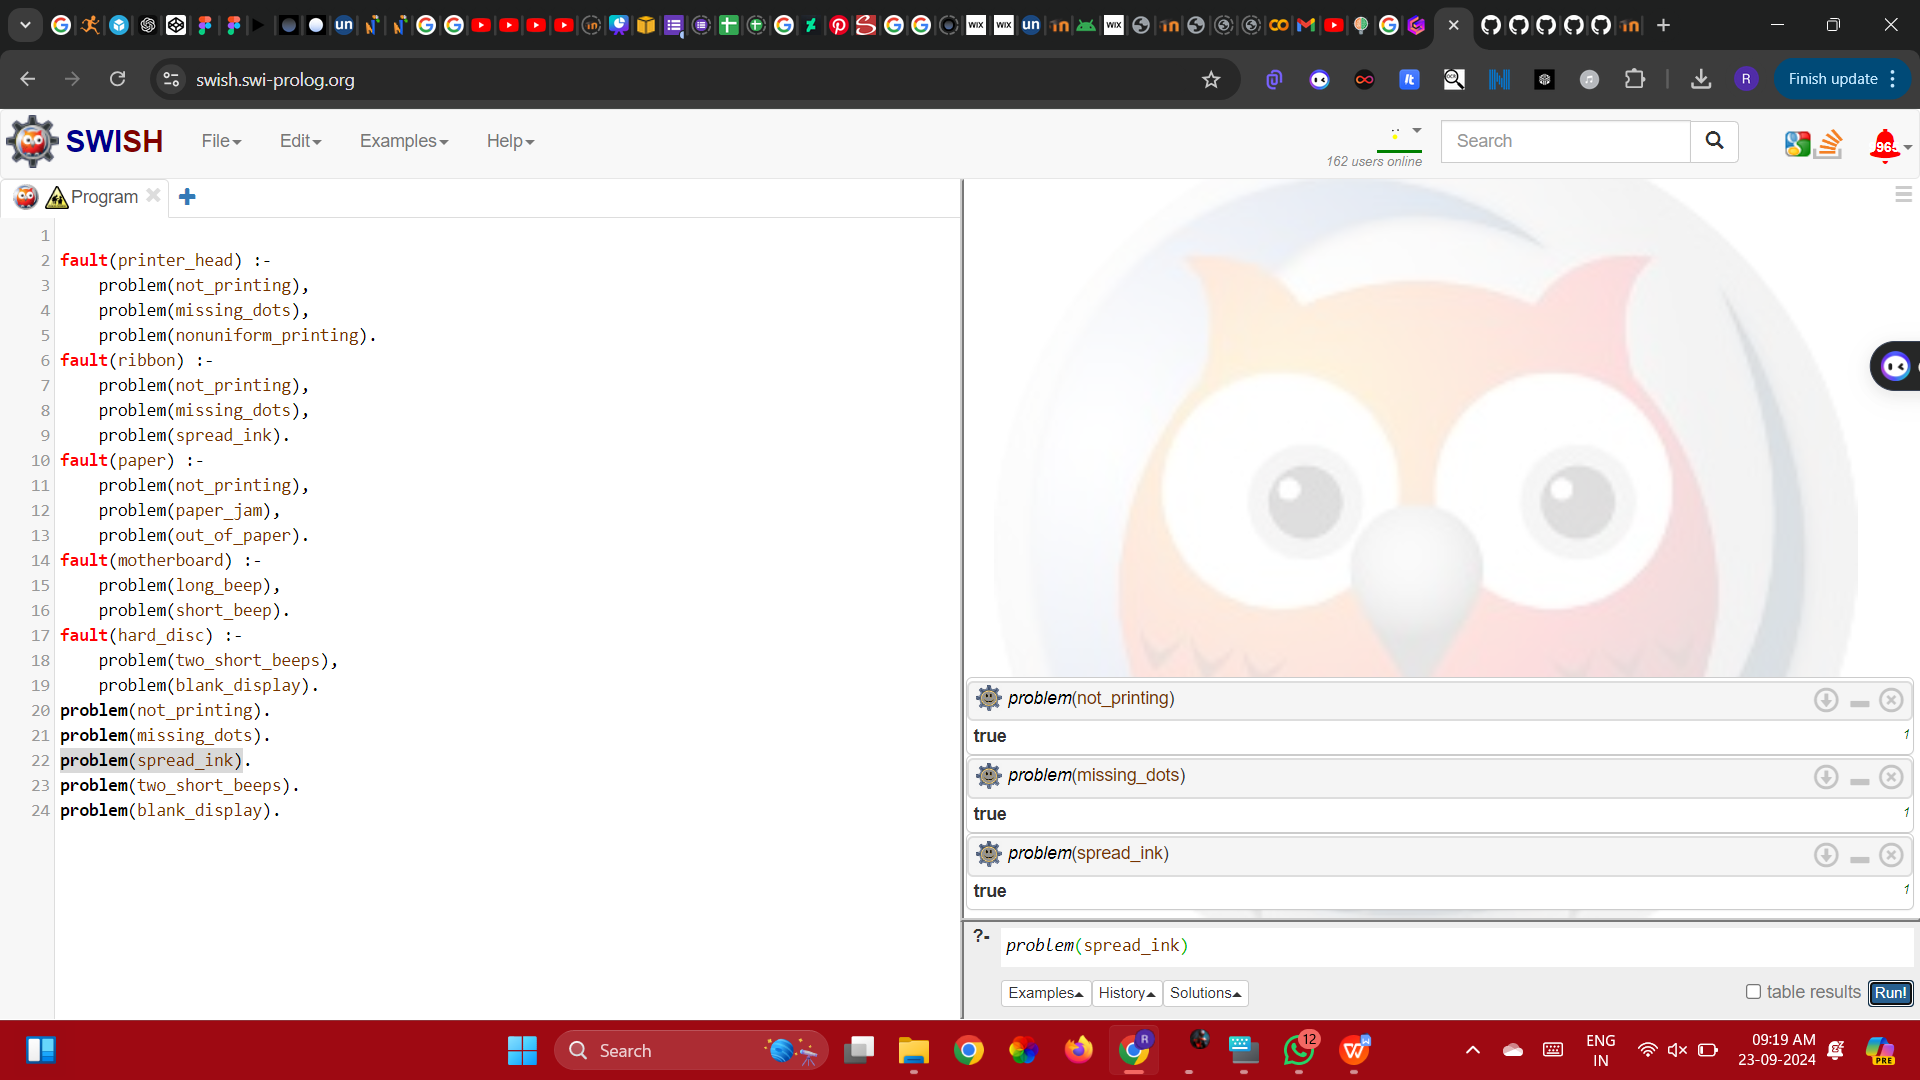 swish.swi-prolog.org
Finish update
SWISH
File
Edit
Examples
Help
162 users online
Search
Program
1
2 fault(printer_head) :-
3 problem(not_printing),
4 problem(missing_dots),
5 problem(nonuniform_printing).
6 fault(ribbon) :-
7 problem(not_printing),
8 problem(missing_dots),
9 problem(spread_ink).
10 fault(paper) :-
11 problem(not_printing),
12 problem(paper_jam),
13 problem(out_of_paper).
14 fault(motherboard) :-
15 problem(long_beep),
16 problem(short_beep).
17 fault(hard_disc) :-
18 problem(two_short_beeps),
19 problem(blank_display).
20 problem(not_printing).
21 problem(missing_dots).
22 problem(spread_ink).
23 problem(two_short_beeps).
24 problem(blank_display).
problem(not_printing)
true 1
problem(missing_dots)
true 1
problem(spread_ink)
true 1
?- problem(spread_ink)
Examples History Solutions table results Run!
Search
12
ENG
IN
09:19 AM
23-09-2024
PRE